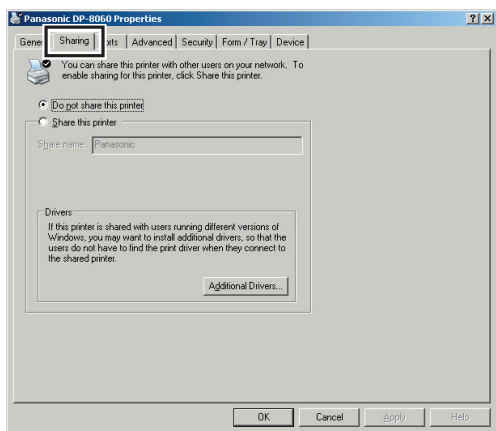 Panasonic DP-8060 Properties
Sharing Advanced Security Form / Tray Device
You can share this printer with other users on your network. To
enable sharing for this printer, click Share this printer.
Do not share this printer
Share this printer
Share name: Panasonic
Drivers
If this printer is shared with users running different versions of
Windows, you may want to install additional drivers, so that the
users do not have to find the print driver when they connect to
the shared printer.
Additional Drivers...
OK Cancel Apply Help